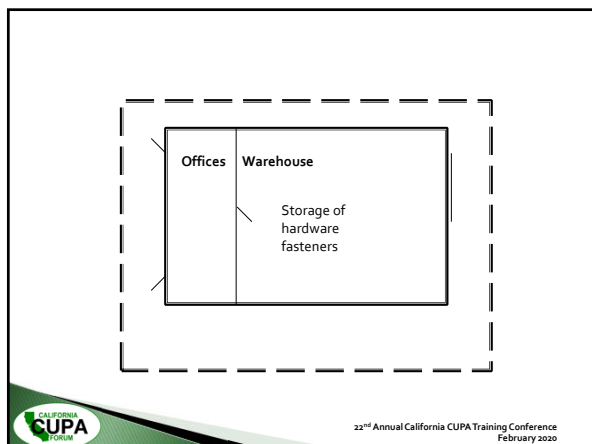 Offices Warehouse
Storage of
hardware
fasteners
CALIFORNIA
CUPA
FORUM
22nd Annual California CUPA Training Conference
February 2020